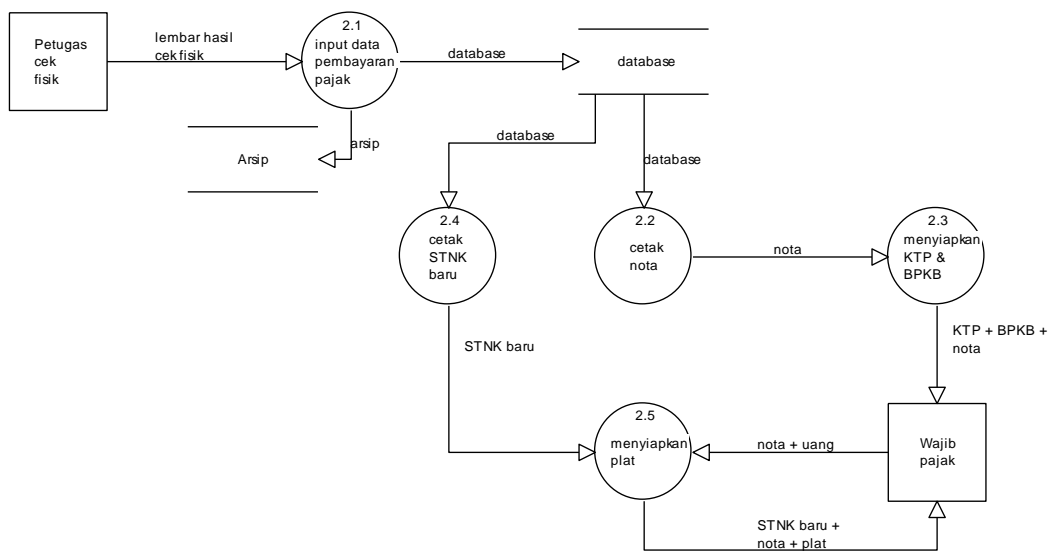 Petugas
cek
fisik
lembar hasil
cek fisik
2.1
input data
pembayaran
pajak
database
database
Arsip
arsip
database
database
2.4
cetak
STNK
baru
2.2
cetak
nota
nota
2.3
menyiapkan
KTP &
BPKB
STNK baru
KTP + BPKB +
nota
2.5
menyiapkan
plat
nota + uang
Wajib
pajak
STNK baru +
nota + plat